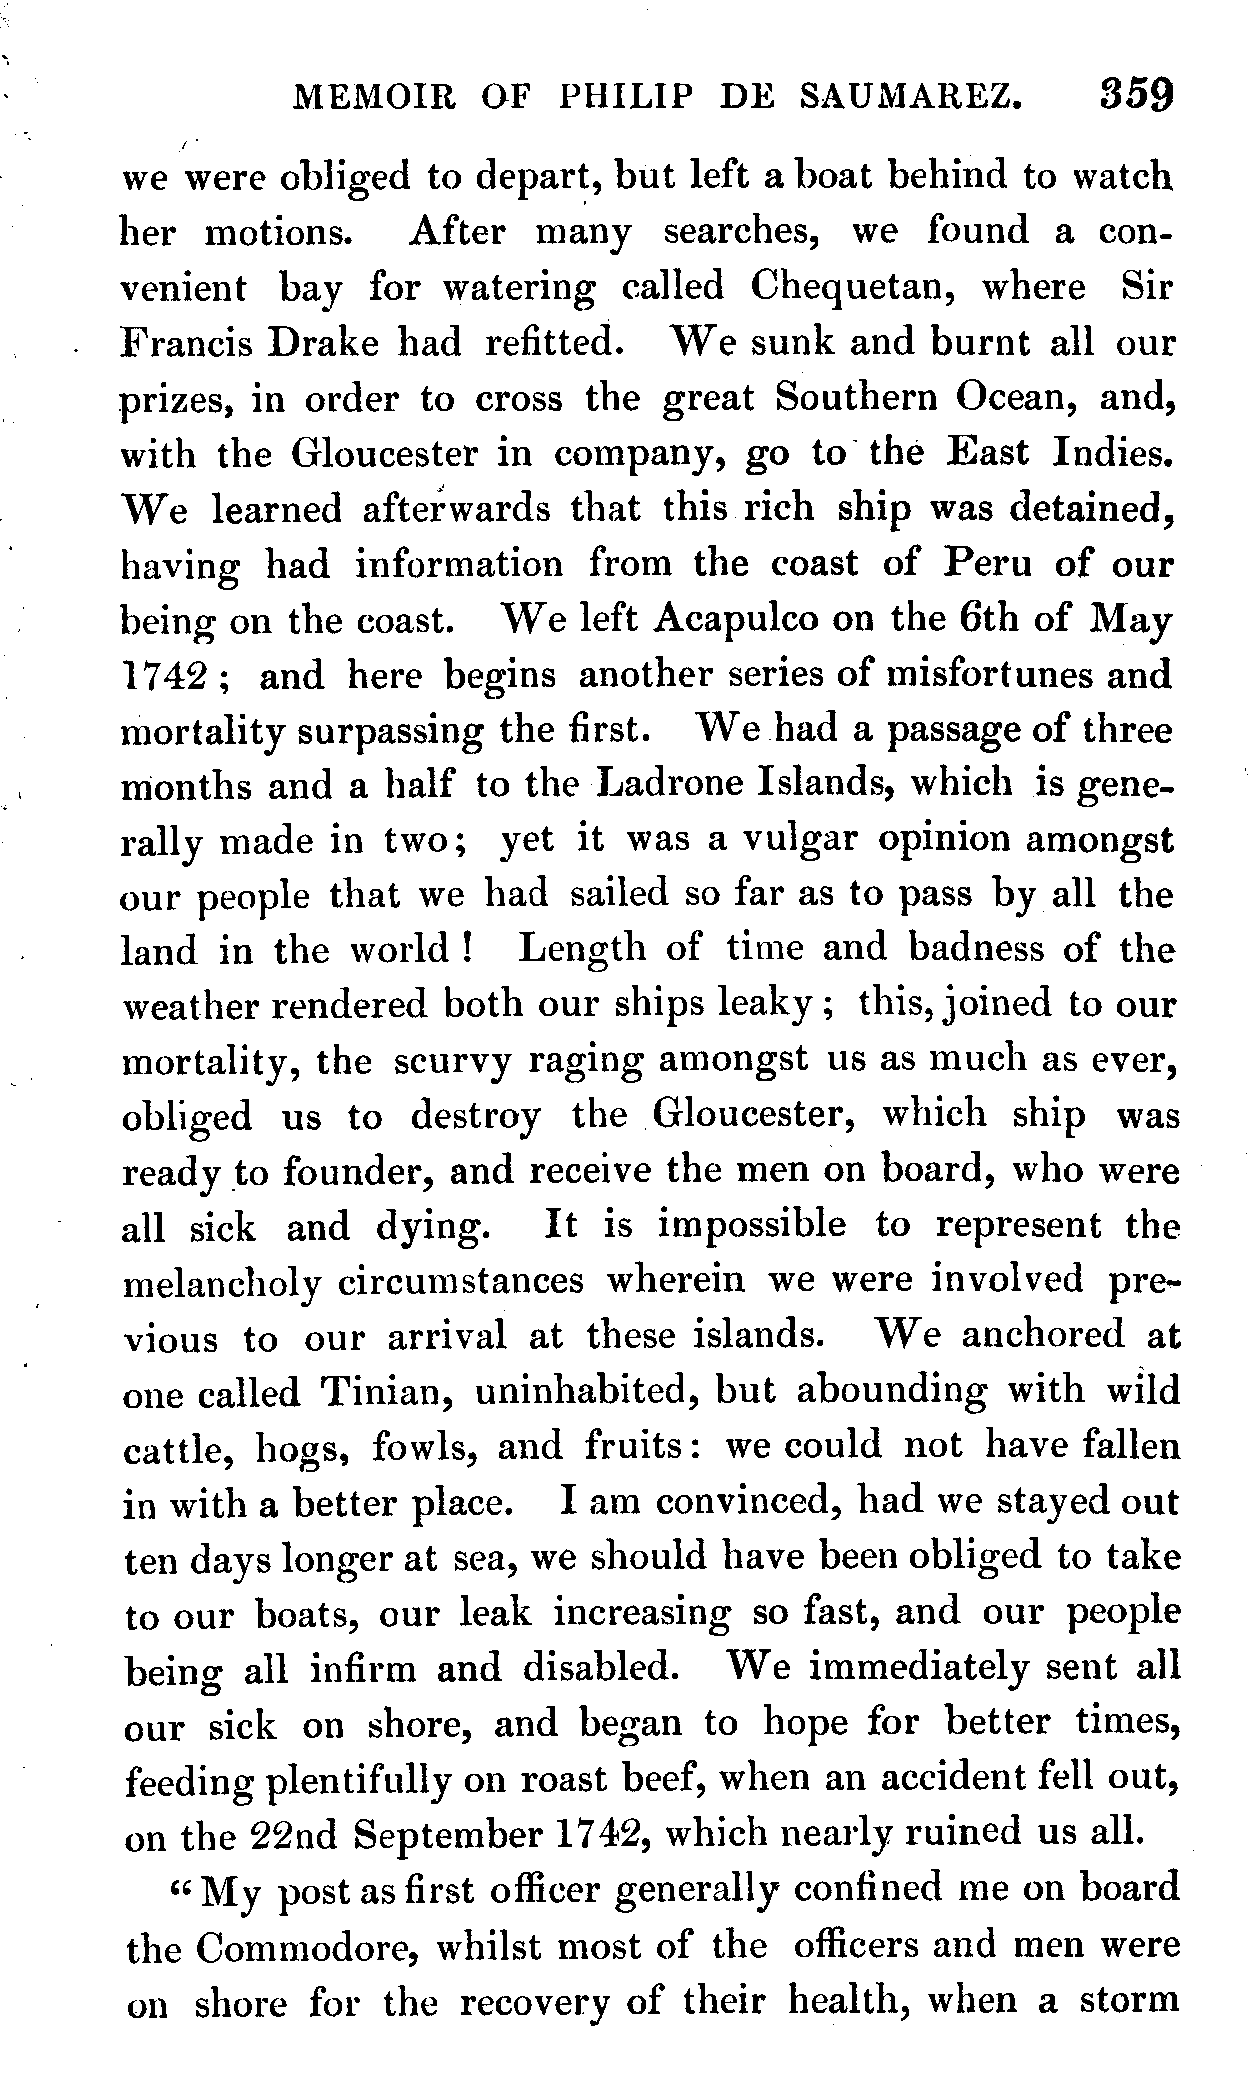 MEMOIR OF PHILIP DE SAUMAREZ. 359
we were obliged to depart, but left a boat behind to watch
her motions. After many searches, we found a con-
venient bay for watering called Chequetan, where Sir
Francis Drake had refitted. We sunk and burnt all our
prizes, in order to cross the great Southern Ocean, and,
with the Gloucester in company, go to the East Indies.
We learned afterwards that this rich ship was detained,
having had information from the coast of Peru of our
being on the coast. We left Acapulco on the 6th of May
1742 ; and here begins another series of misfortunes and
mortality surpassing the first. We had a passage of three
months and a half to the Ladrone Islands, which is gene-
rally made in two; yet it was a vulgar opinion amongst
our people that we had sailed so far as to pass by all the
land in the world ! Length of time and badness of the
weather rendered both our ships leaky ; this, joined to our
mortality, the scurvy raging amongst us as much as ever,
obliged us to destroy the Gloucester, which ship was
ready to founder, and receive the men on board, who were
all sick and dying. It is impossible to represent the
melancholy circumstances wherein we were involved pre-
vious to our arrival at these islands. We anchored at
one called Tinian, uninhabited, but abounding with wild
cattle, hogs, fowls, and fruits: we could not have fallen
in with a better place. I am convinced, had we stayed out
ten days longer at sea, we should have been obliged to take
to our boats, our leak increasing so fast, and our people
being all infirm and disabled. We immediately sent all
our sick on shore, and began to hope for better times,
feeding plentifully on roast beef, when an accident fell out,
on the 22nd September 1742, which nearly ruined us all.
“ My post as first officer generally confined me on board
the Commodore, whilst most of the officers and men were
on shore for the recovery of their health, when a storm